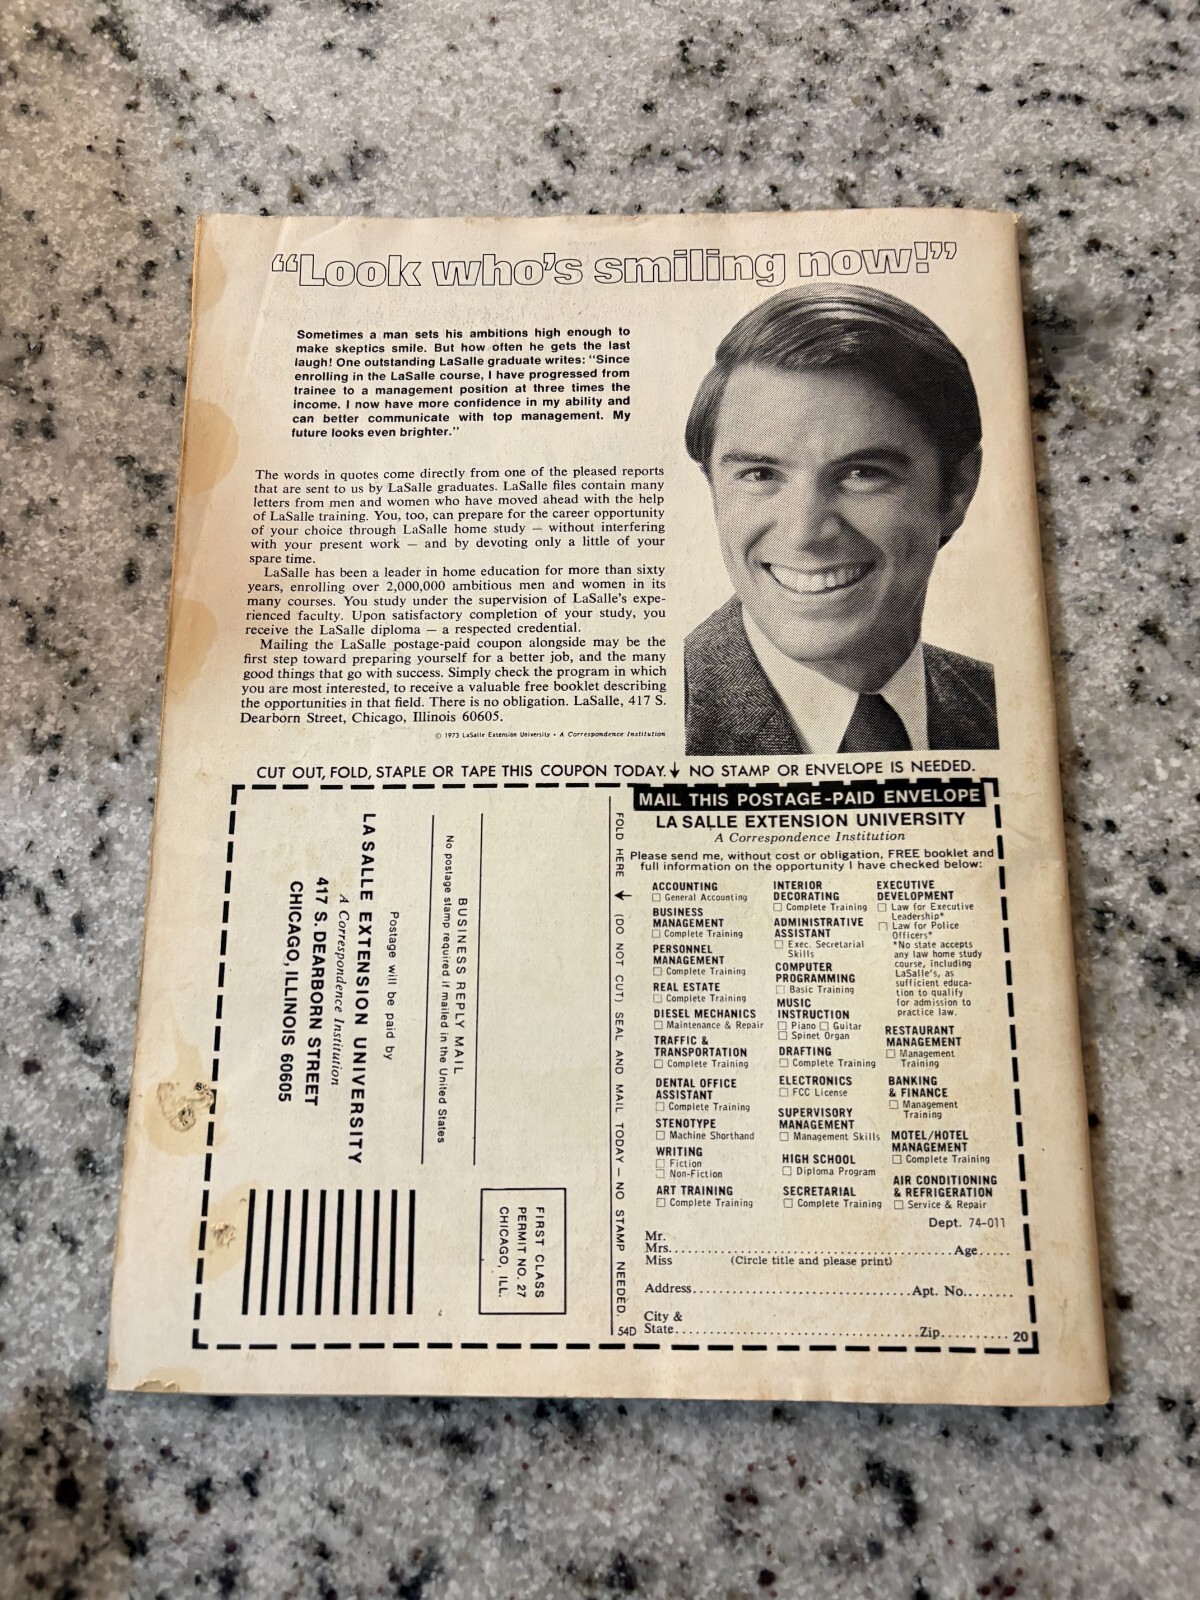 “Look who's smiling now!”
Sometimes a man sets his ambitions high enough to
make skeptics smile. But how often he gets the last
laugh! One outstanding LaSalle graduate writes: "Since
enrolling in the LaSalle course, I have progressed from
trainee to a management position at three times the
income. I now have more confidence in my ability and
can better communicate with top management. My
future looks even brighter."
The words in quotes come directly from one of the pleased reports
that are sent to us by LaSalle graduates. LaSalle files contain many
letters from men and women who have moved ahead with the help
of LaSalle training. You, too, can prepare for the career opportunity
of your choice through LaSalle home study — without interfering
with your present work — and by devoting only a little of your
spare time.
LaSalle has been a leader in home education for more than sixty
years, enrolling over 2,000,000 ambitious men and women in its
many courses. You study under the supervision of LaSalle's expe-
rienced faculty. Upon satisfactory completion of your study, you
receive the LaSalle diploma — a respected credential.
Mailing the LaSalle postage-paid coupon alongside may be the
first step toward preparing yourself for a better job, and the many
good things that go with success. Simply check the program in which
you are most interested, to receive a valuable free booklet describing
the opportunities in that field. There is no obligation. LaSalle, 417 S.
Dearborn Street, Chicago, Illinois 60605.
© 1973 LaSalle Extension University • A Correspondence Institution
CUT OUT, FOLD, STAPLE OR TAPE THIS COUPON TODAY. ↓ NO STAMP OR ENVELOPE IS NEEDED.
BUSINESS REPLY MAIL
No postage stamp required if mailed in the United States
Postage will be paid by
LA SALLE EXTENSION UNIVERSITY
A Correspondence Institution
417 S. DEARBORN STREET
CHICAGO, ILLINOIS 60605
FIRST CLASS
PERMIT NO. 27
CHICAGO, ILL.
FOLD HERE ↓ (DO NOT CUT) SEAL AND MAIL TODAY — NO STAMP NEEDED.
54D
MAIL THIS POSTAGE-PAID ENVELOPE
LA SALLE EXTENSION UNIVERSITY
A Correspondence Institution
Please send me, without cost or obligation, FREE booklet and
full information on the opportunity I have checked below:
ACCOUNTING
☐ General Accounting
BUSINESS
MANAGEMENT
☐ Complete Training
PERSONNEL
MANAGEMENT
☐ Complete Training
REAL ESTATE
☐ Complete Training
DIESEL MECHANICS
☐ Maintenance & Repair
TRAFFIC &
TRANSPORTATION
☐ Complete Training
DENTAL OFFICE
ASSISTANT
☐ Complete Training
STENOTYPE
☐ Machine Shorthand
WRITING
☐ Fiction
☐ Non-Fiction
ART TRAINING
☐ Complete Training
INTERIOR
DECORATING
☐ Complete Training
ADMINISTRATIVE
ASSISTANT
☐ Exec. Secretarial
Skills
COMPUTER
PROGRAMMING
☐ Basic Training
MUSIC
INSTRUCTION
☐ Piano ☐ Guitar
☐ Spinet Organ
DRAFTING
☐ Complete Training
ELECTRONICS
☐ FCC License
SUPERVISORY
MANAGEMENT
☐ Management Skills
HIGH SCHOOL
☐ Diploma Program
SECRETARIAL
☐ Complete Training
EXECUTIVE
DEVELOPMENT
☐ Law for Executive
Leadership*
☐ Law for Police
Officers*
*No state accepts
any law home study
course, including
LaSalle's, as
sufficient educa-
tion to qualify
for admission to
practice law.
RESTAURANT
MANAGEMENT
☐ Management
Training
BANKING
& FINANCE
☐ Management
Training
MOTEL/HOTEL
MANAGEMENT
☐ Complete Training
AIR CONDITIONING
& REFRIGERATION
☐ Service & Repair
Dept. 74-011
Mr.
Mrs. Age
Miss (Circle title and please print)
Address Apt. No.
City &
State Zip 20